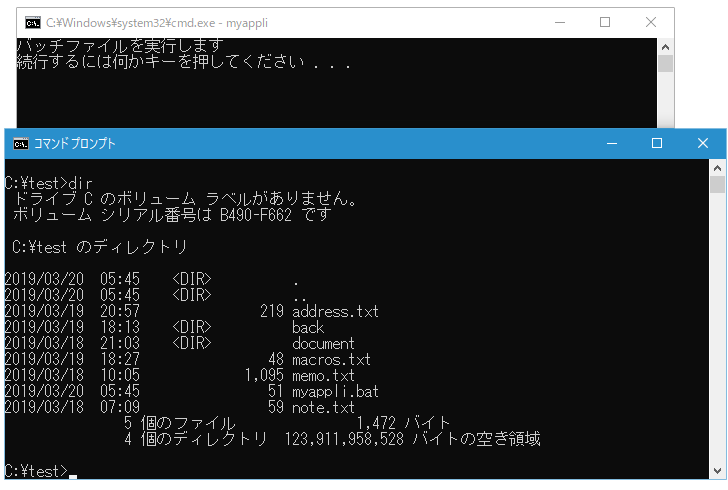 C:¥Windows¥system32¥cmd.exe - myappli
バッチファイルを実行します
続行するには何かキーを押してください . . .
コマンド プロンプト
C:¥test>dir
 ドライブ C のボリューム ラベルがありません。
 ボリューム シリアル番号は B490-F662 です
 C:¥test のディレクトリ
2019/03/20  05:45    <DIR>          .
2019/03/20  05:45    <DIR>          ..
2019/03/19  20:57               219 address.txt
2019/03/19  18:13    <DIR>          back
2019/03/18  21:03    <DIR>          document
2019/03/19  18:27                48 macros.txt
2019/03/18  10:05             1,095 memo.txt
2019/03/20  05:45                51 myappli.bat
2019/03/18  07:09                59 note.txt
               5 個のファイル               1,472 バイト
               4 個のディレクトリ  123,911,958,528 バイトの空き領域
C:¥test>